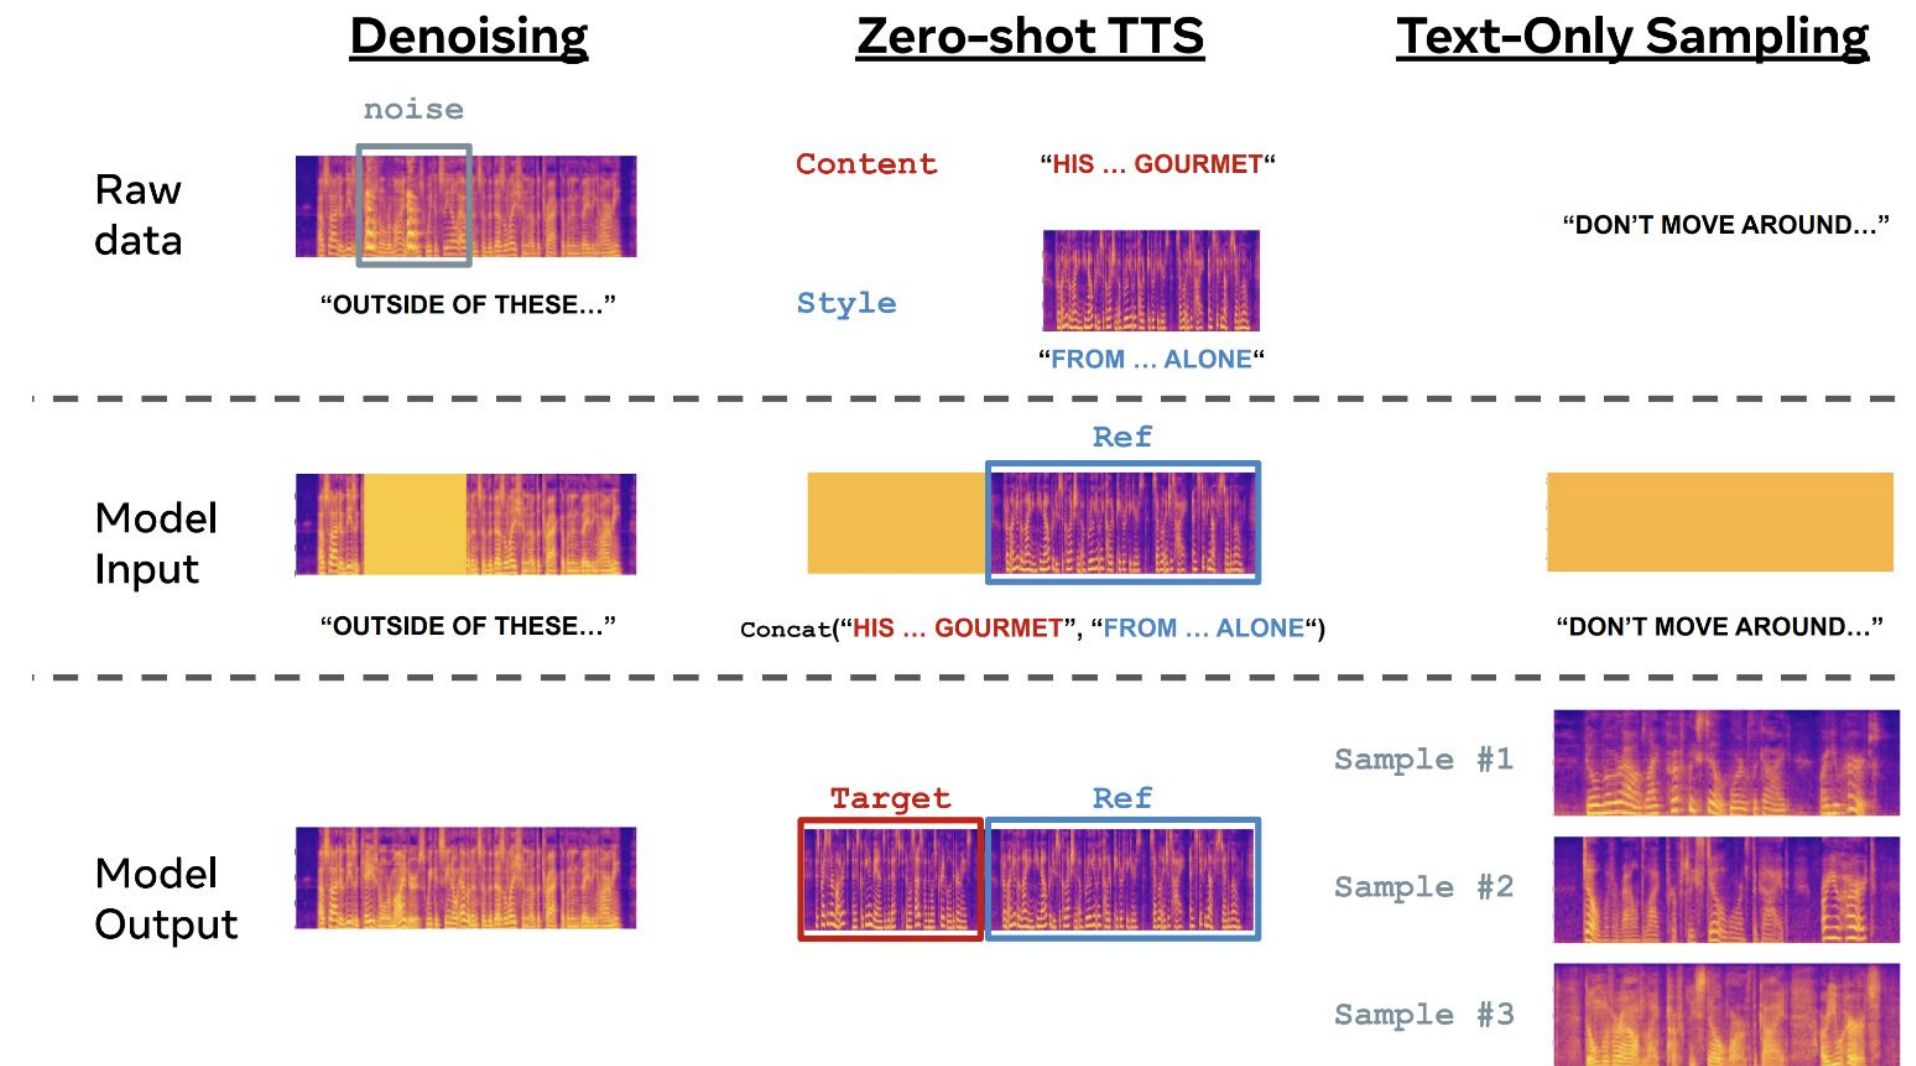 Denoising
Zero-shot TTS
Text-Only Sampling
noise
Raw
data
“OUTSIDE OF THESE…”
Content
“HIS … GOURMET“
Style
“FROM … ALONE“
“DON’T MOVE AROUND…”
Model
Input
“OUTSIDE OF THESE…”
Ref
Concat(“HIS … GOURMET”, “FROM … ALONE“)
“DON’T MOVE AROUND…”
Model
Output
Target
Ref
Sample #1
Sample #2
Sample #3